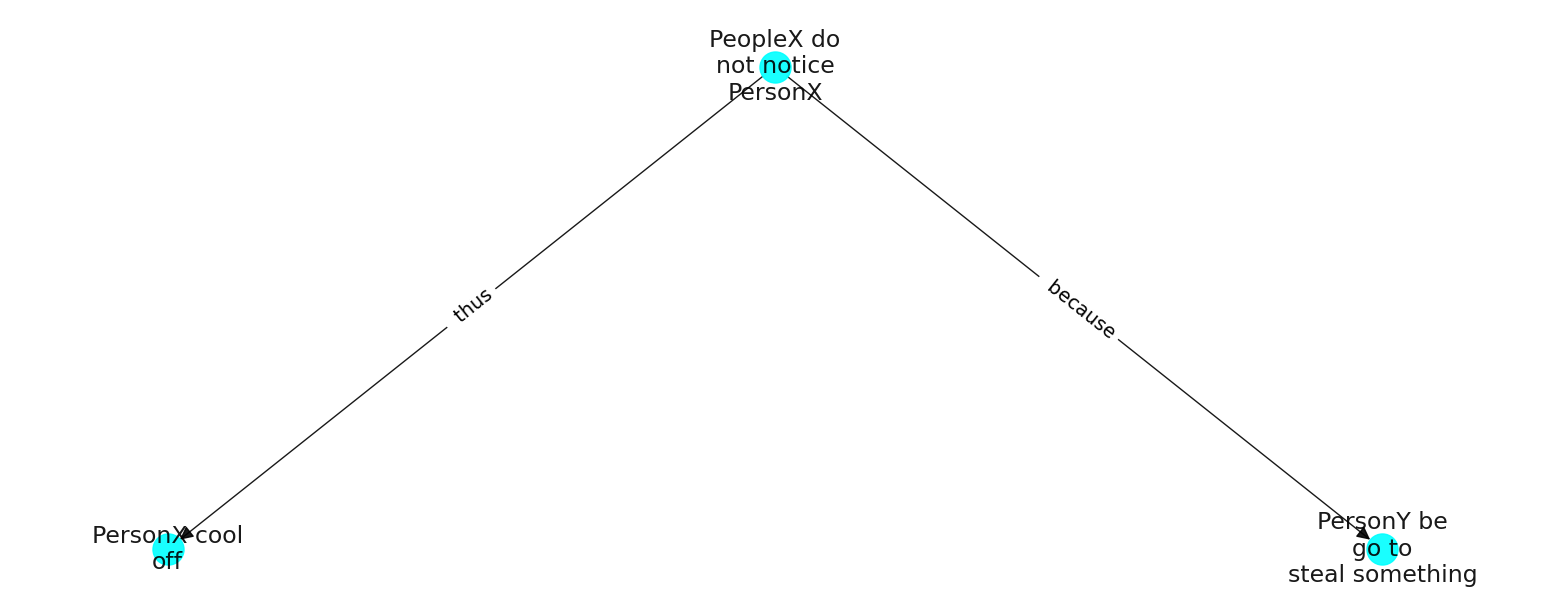 PeopleX do
not notice
PersonX
thus
because
PersonX cool
off
PersonY be
go to
steal something